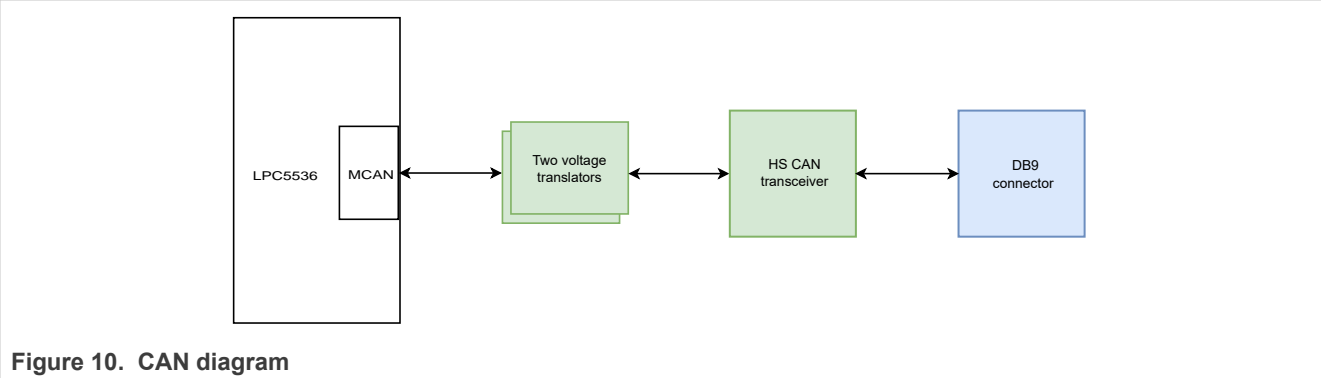 LPC5536
MCAN
Two voltage
translators
HS CAN
transceiver
DB9
connector
Figure 10. CAN diagram